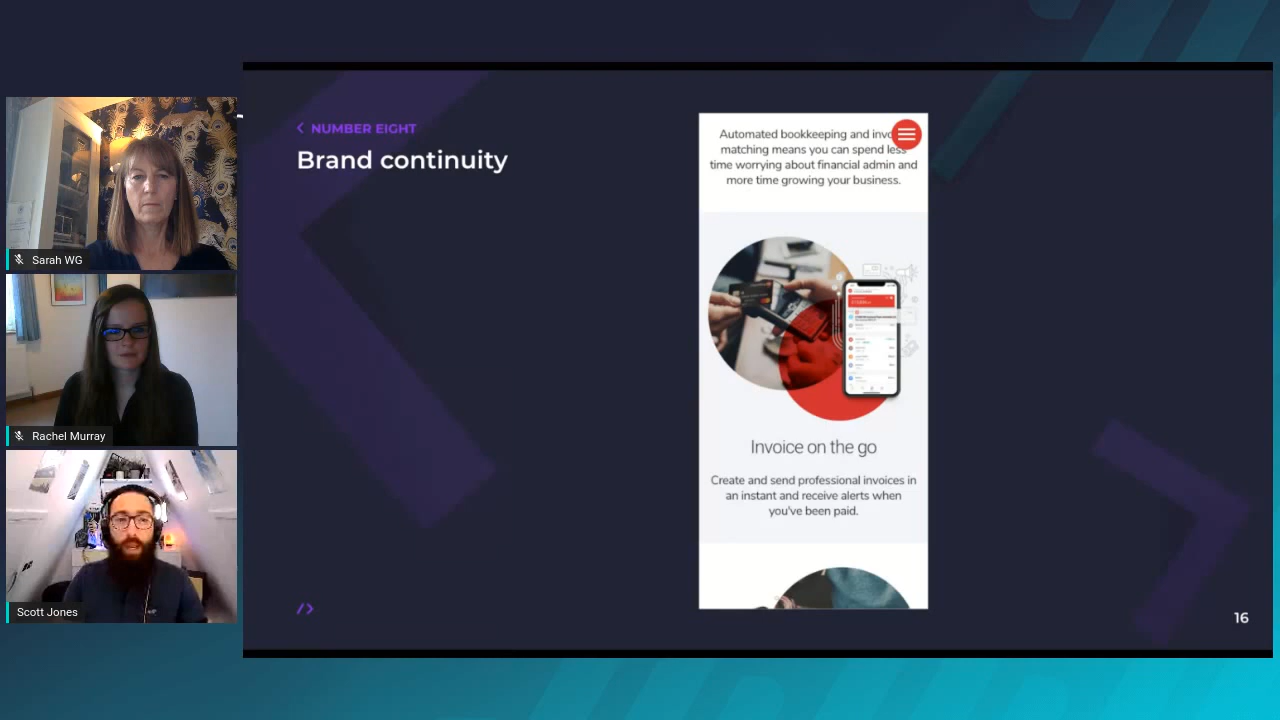 NUMBER EIGHT
Brand continuity
Automated bookkeeping and
matching means you can spend less
time worrying about financial admin and
more time growing your business.
Invoice on the go
Create and send professional invoices in
an instant and receive alerts when
you've been paid.
Sarah WG
Rachel Murray
Scott Jones
16